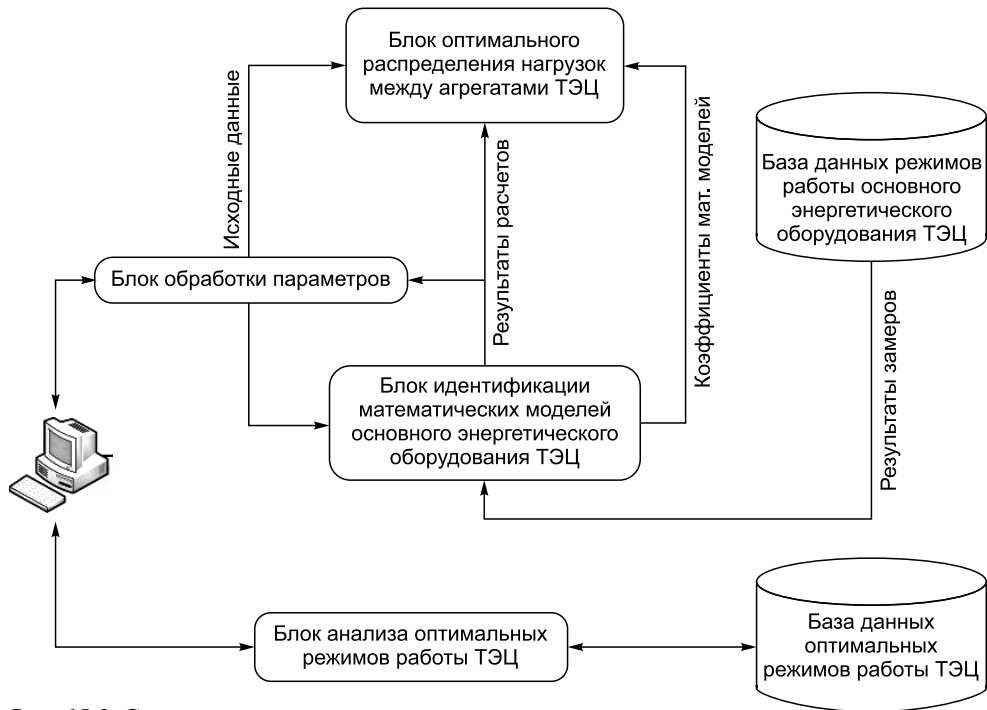 Блок оптимального
распределения нагрузок
между агрегатами ТЭЦ
Исходные данные
Результаты расчетов
Коэффициенты мат. моделей
База данных режимов
работы основного
энергетического
оборудования ТЭЦ
Блок обработки параметров
Результаты замеров
Блок идентификации
математических моделей
основного энергетического
оборудования ТЭЦ
Блок анализа оптимальных
режимов работы ТЭЦ
База данных
оптимальных
режимов работы ТЭЦ